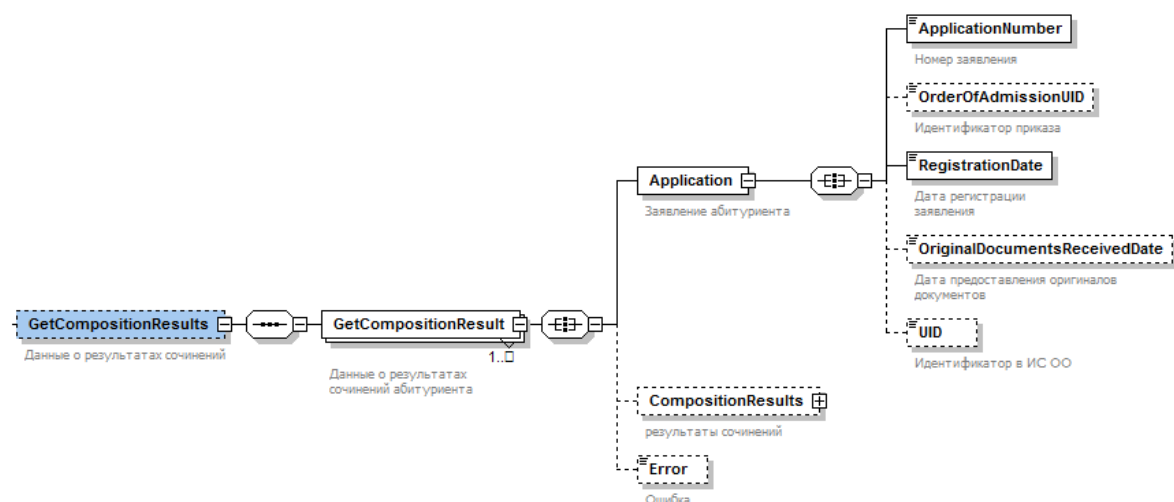 ApplicationNumber
Номер заявления
OrderOfAdmissionUID
Идентификатор приказа
RegistrationDate
Дата регистрации
заявления
OriginalDocumentsReceivedDate
Дата предоставления оригиналов
документов
UID
Идентификатор в ИС ОО
Application
Заявление абитуриента
GetCompositionResults
Данные о результатах сочинений
GetCompositionResult
1..□
Данные о результатах
сочинений абитуриента
CompositionResults
результаты сочинений
Error
Ошибка